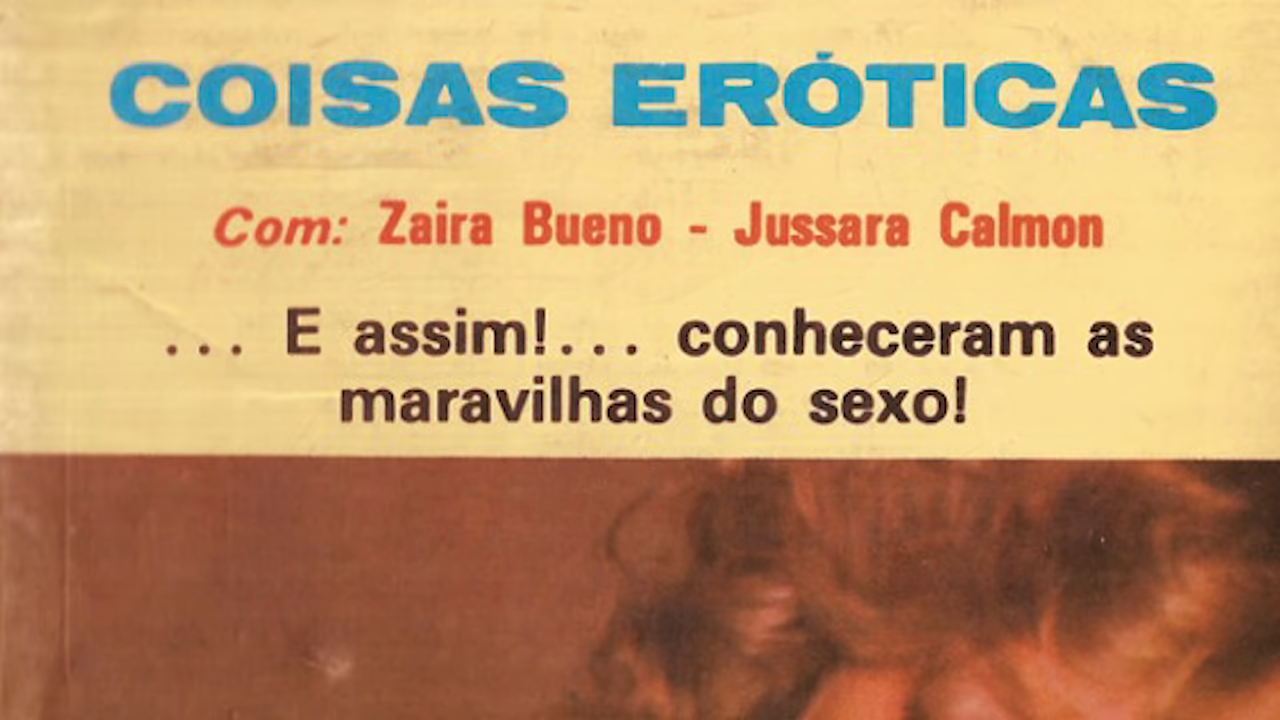 COISAS ERÓTICAS
Com: Zaira Bueno - Jussara Calmon
... E assim!... conheceram as
maravilhas do sexo!